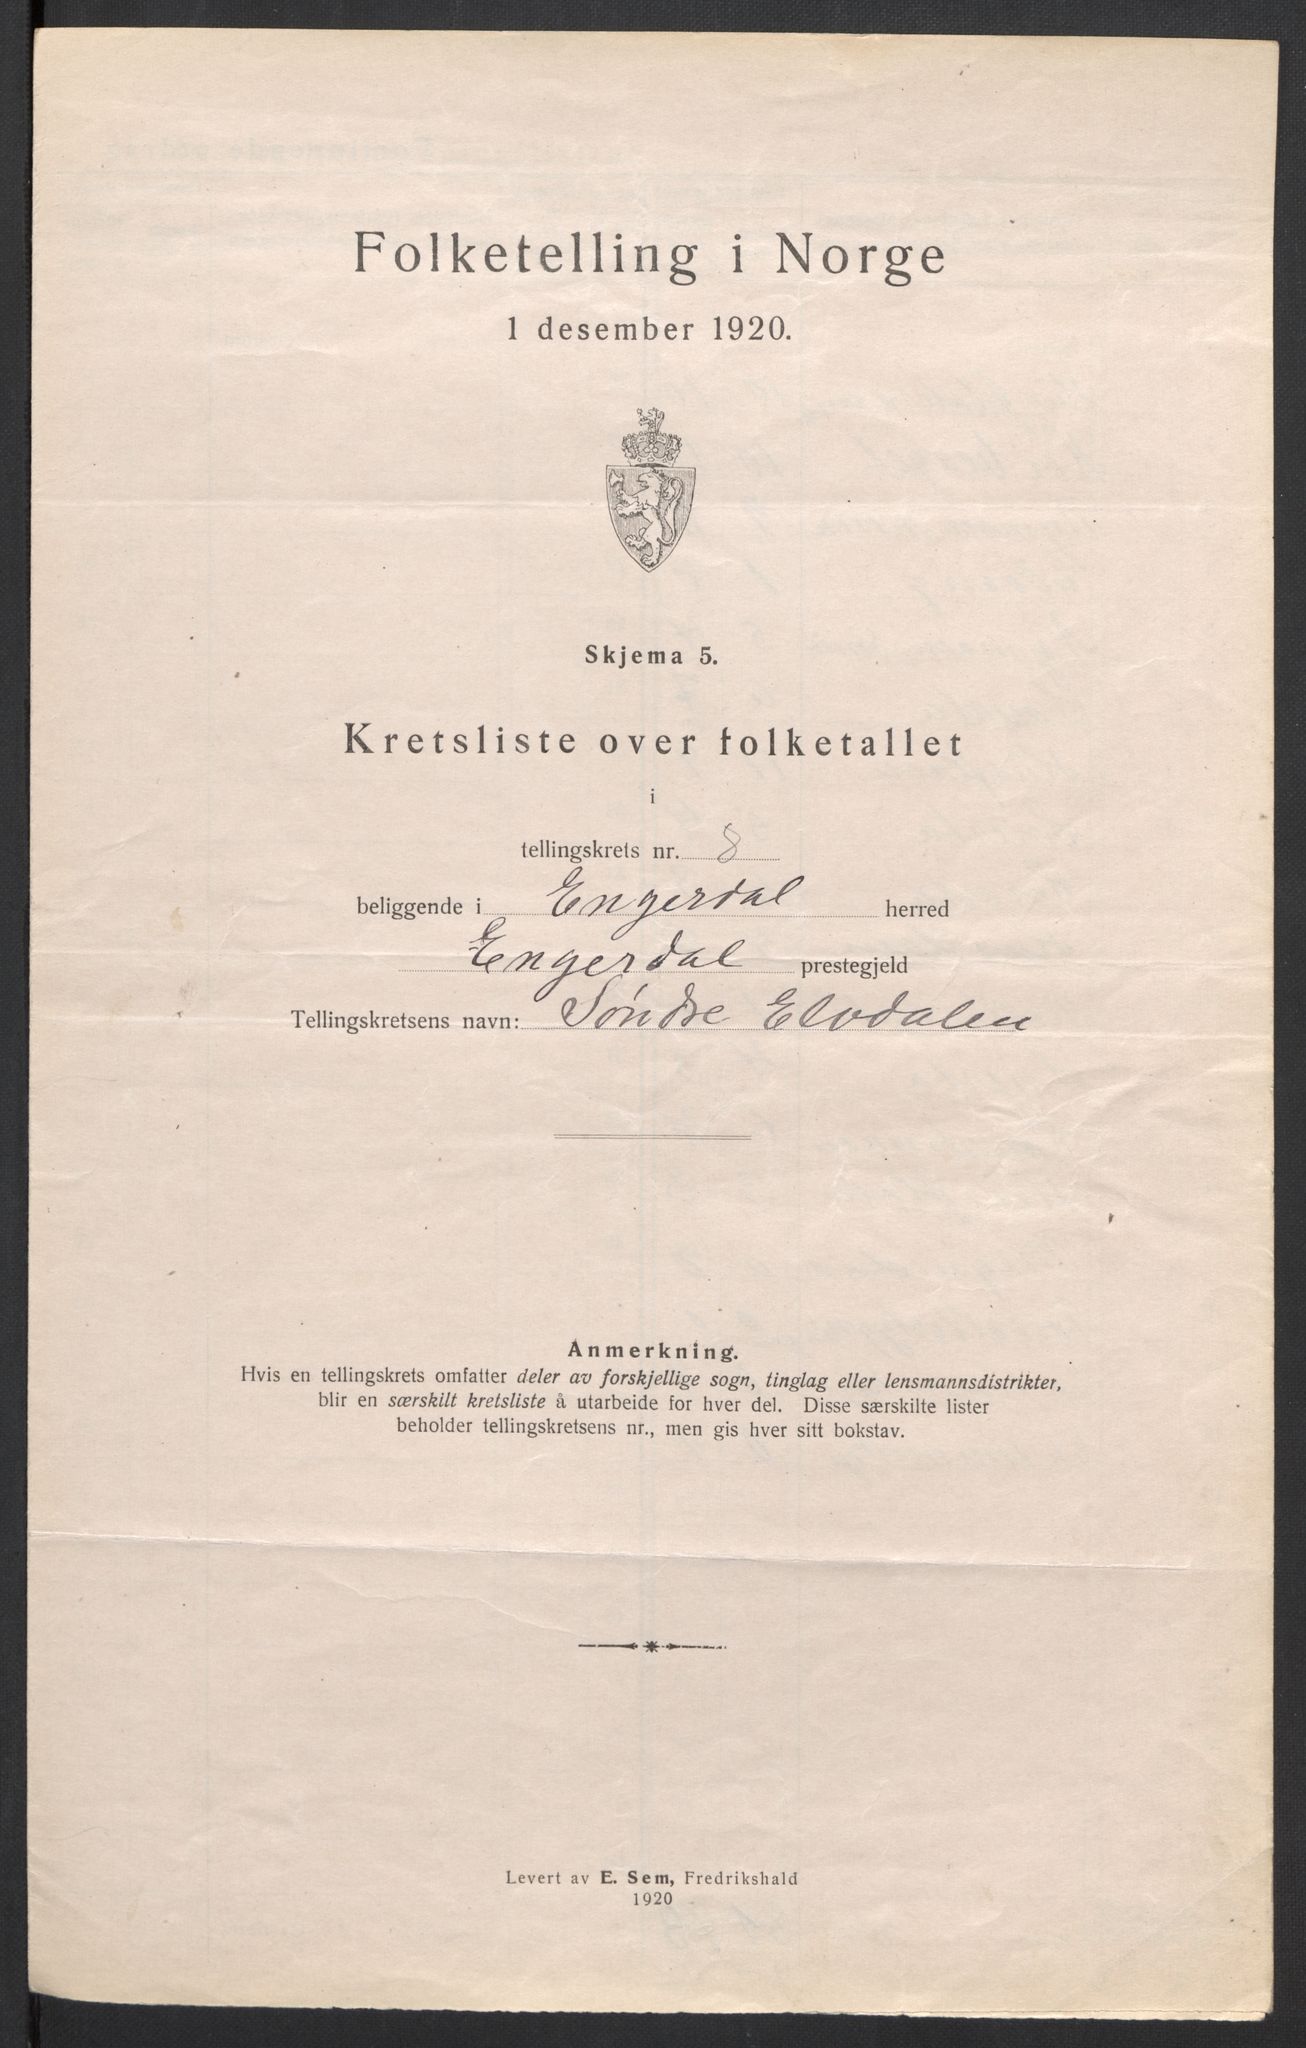 Folketelling i Norge
1 desember 1920.
Skjema 5.
Kretsliste over folketallet
i
tellingskrets nr. 8
beliggende i Engerdal herred
Engerdal prestegjeld
Tellingskretsens navn: Søndre Elvdalen
Anmerkning.
Hvis en tellingskrets omfatter deler av forskjellige sogn, tinglag eller lensmannsdistrikter,
blir en særskilt kretsliste å utarbeide for hver del. Disse særskilte lister
beholder tellingskretsens nr., men gis hver sitt bokstav.
Levert av E. Sem, Fredrikshald
1920